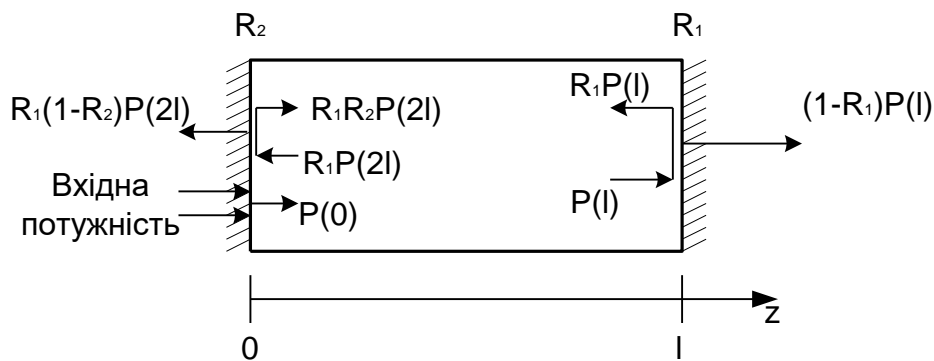 R₂
R₁
R₁(1-R₂)P(2l)
R₁R₂P(2l)
R₁P(l)
(1-R₁)P(l)
R₁P(2l)
Вхідна
потужність
P(0)
P(l)
z
0
l